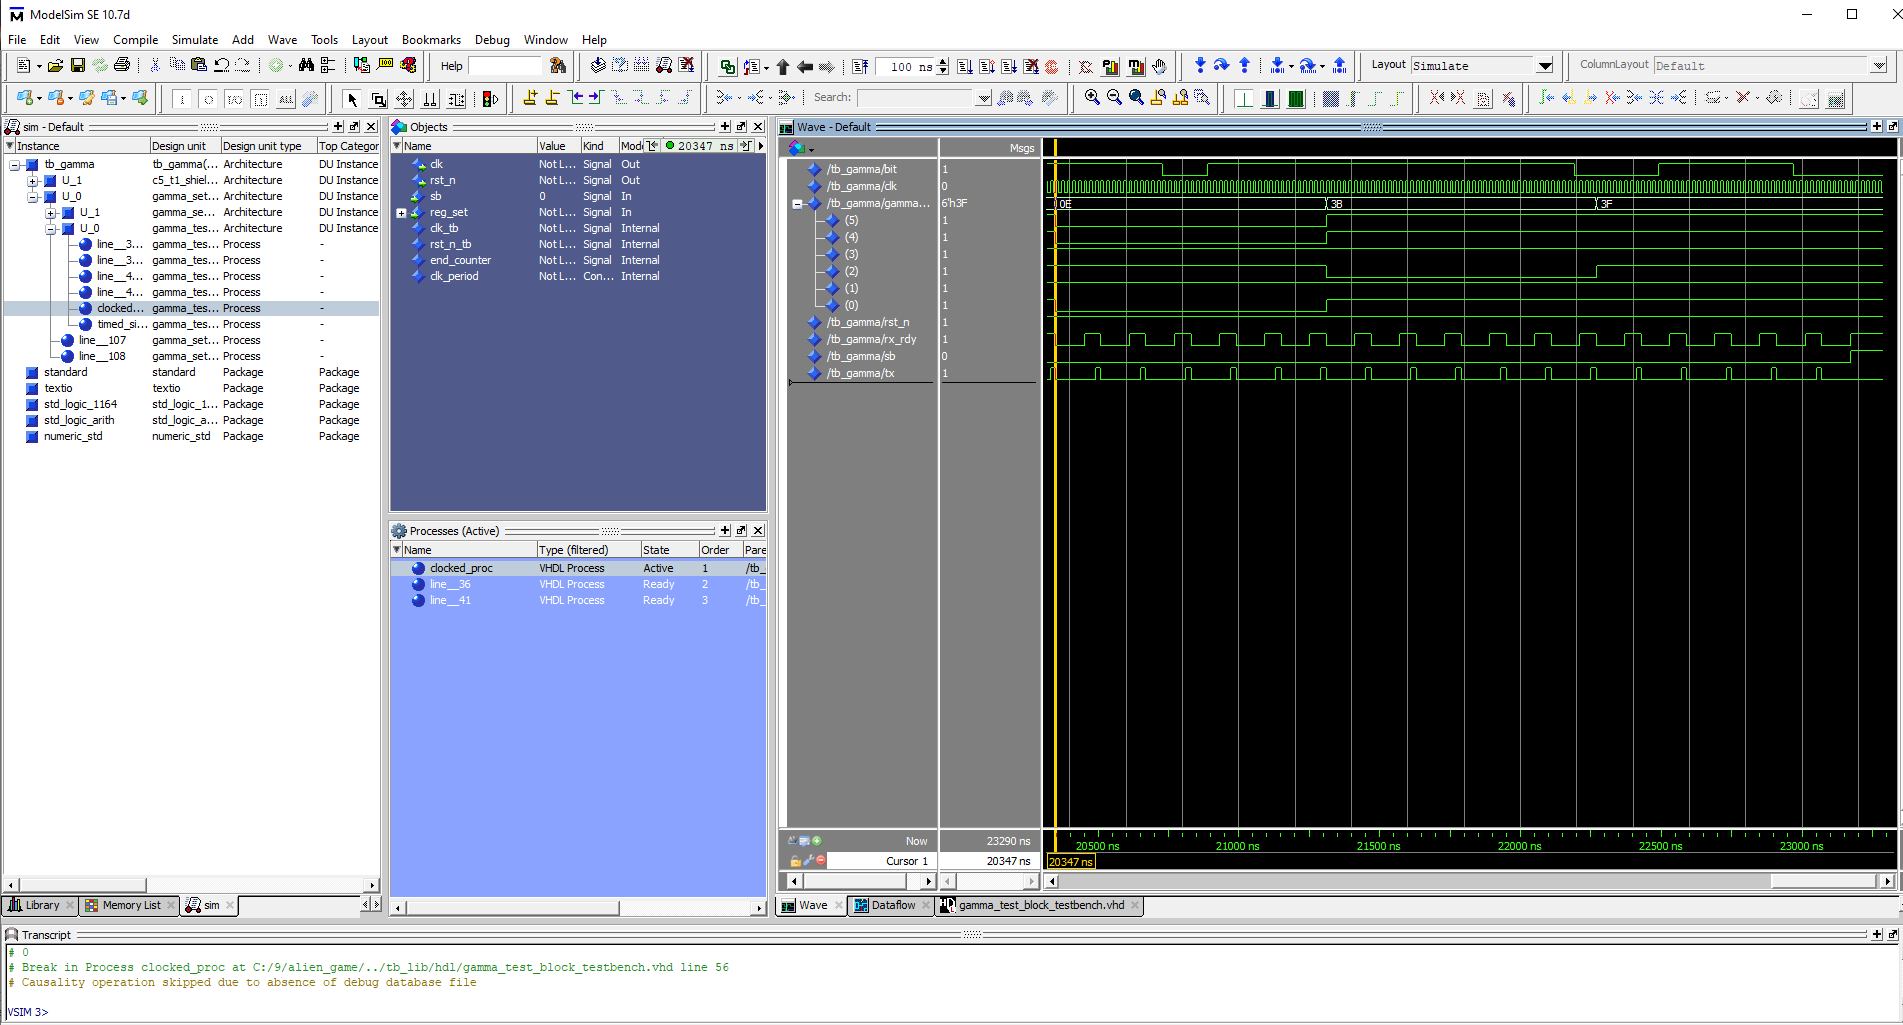 ModelSim SE 10.7d
File Edit View Compile Simulate Add Wave Tools Layout Bookmarks Debug Window Help
Help 100 ns Layout Simulate ColumnLayout Default
Search:
sim - Default
Instance Design unit Design unit type Top Categor
tb_gamma tb_gamma(... Architecture DU Instance
U_1 c5_t1_shiel... Architecture DU Instance
U_0 gamma_set... Architecture DU Instance
U_1 gamma_se... Architecture DU Instance
U_0 gamma_tes... Architecture DU Instance
line__3... gamma_tes... Process -
line__3... gamma_tes... Process -
line__4... gamma_tes... Process -
line__4... gamma_tes... Process -
clocked... gamma_tes... Process -
timed_si... gamma_tes... Process -
line__107 gamma_set... Process -
line__108 gamma_set... Process -
standard standard Package Package
textio textio Package Package
std_logic_1164 std_logic_1... Package Package
std_logic_arith std_logic_a... Package Package
numeric_std numeric_std Package Package
Library Memory List sim
Objects
Name Value Kind Mode 20347 ns
clk Not L... Signal Out
rst_n Not L... Signal Out
sb 0 Signal In
reg_set Not L... Signal In
clk_tb Not L... Signal Internal
rst_n_tb Not L... Signal Internal
end_counter Not L... Signal Internal
clk_period Not L... Con... Internal
Processes (Active)
Name Type (filtered) State Order Pare
clocked_proc VHDL Process Active 1 /tb_
line__36 VHDL Process Ready 2 /tb_
line__41 VHDL Process Ready 3 /tb_
Wave - Default
Msgs
/tb_gamma/bit 1
/tb_gamma/clk 0
/tb_gamma/gamma... 6'h3F 0E 3B 3F
(5) 1
(4) 1
(3) 1
(2) 1
(1) 1
(0) 1
/tb_gamma/rst_n 1
/tb_gamma/rx_rdy 1
/tb_gamma/sb 0
/tb_gamma/tx 1
Now 23290 ns 20500 ns 21000 ns 21500 ns 22000 ns 22500 ns 23000 ns
Cursor 1 20347 ns 20347 ns
Wave Dataflow gamma_test_block_testbench.vhd
Transcript
# 0
# Break in Process clocked_proc at C:/9/alien_game/../tb_lib/hdl/gamma_test_block_testbench.vhd line 56
# Causality operation skipped due to absence of debug database file
VSIM 3>